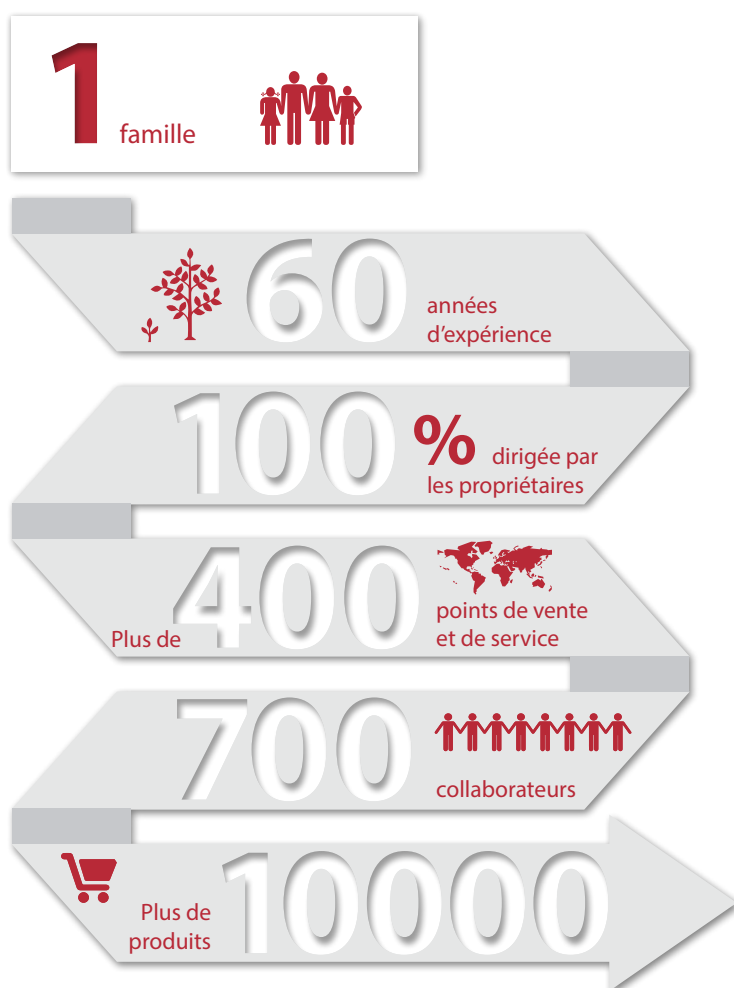 1 famille
60 années
d'expérience
100 % dirigée par
les propriétaires
Plus de 400 points de vente
et de service
700 collaborateurs
Plus de
produits 10000